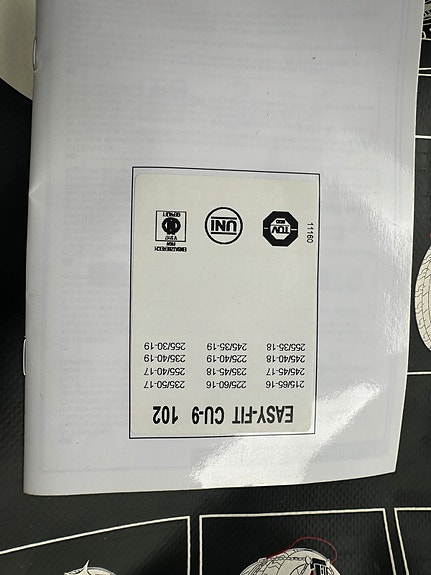 EASY-FIT CU-9 102
215/65-16 225/60-16 235/50-17
245/45-17 235/45-18 255/40-17
245/40-18 225/40-19 235/40-19
255/35-18 245/35-19 255/30-19
11160
TÜV
UNI
GEPRÜFT